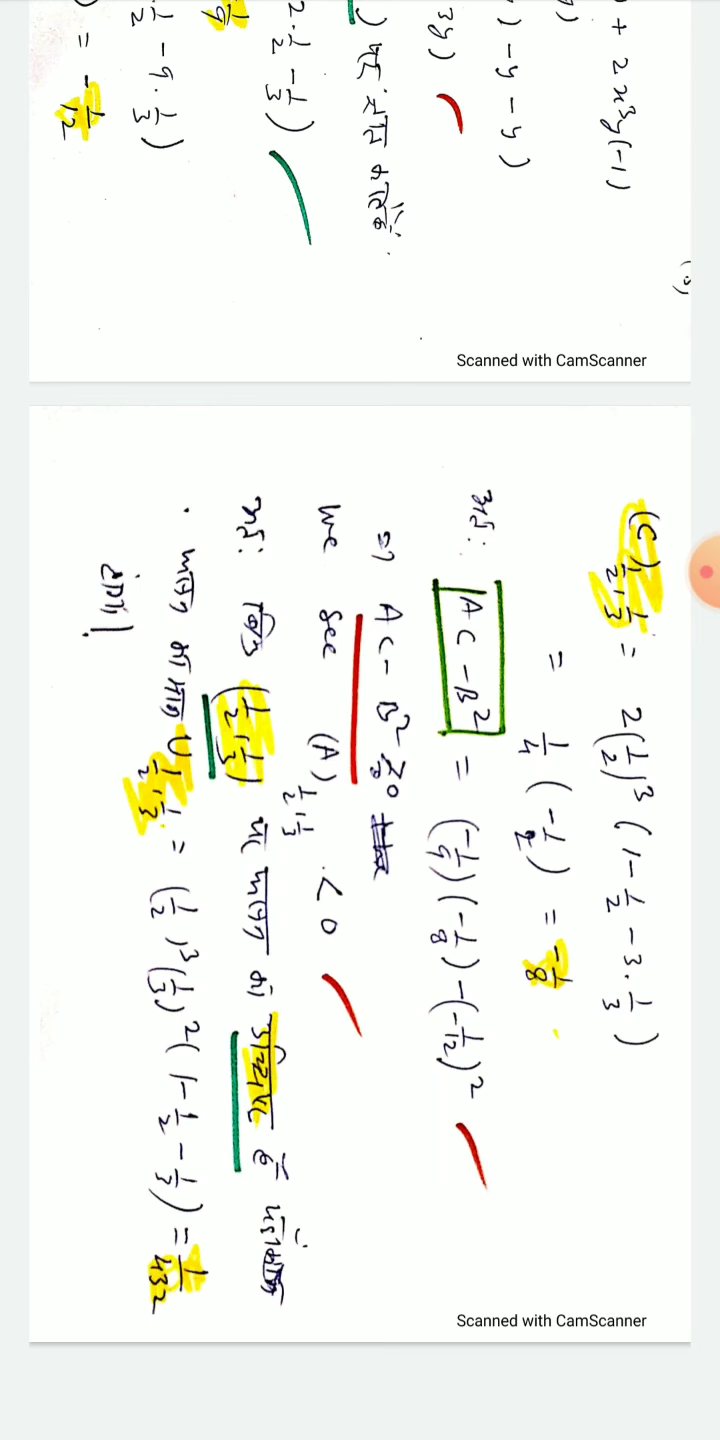 + 2x³y(-1)
) - y - y )
3y)
) पर मान
2·1/2 - 1/3 )
1/9
1/2 - 9·1/3 )
) = -1/12
Scanned with CamScanner
(C)1/2,1/3 = 2(1/2)³ (1 - 1/2 - 3·1/3)
= 1/4 (-1/2) = -1/8
अतः AC - B² = (-1/9)(-1/8) - (-1/12)²
=) AC - B² > 0
we see (A)1/2,1/3 < 0
अतः बिन्दु (1/2,1/3) पर फलन का उच्चिष्ठ है
फलन का मान U1/2,1/3 = (1/2)³(1/3)²(1 - 1/2 - 1/3) = 1/432
होगा।
Scanned with CamScanner